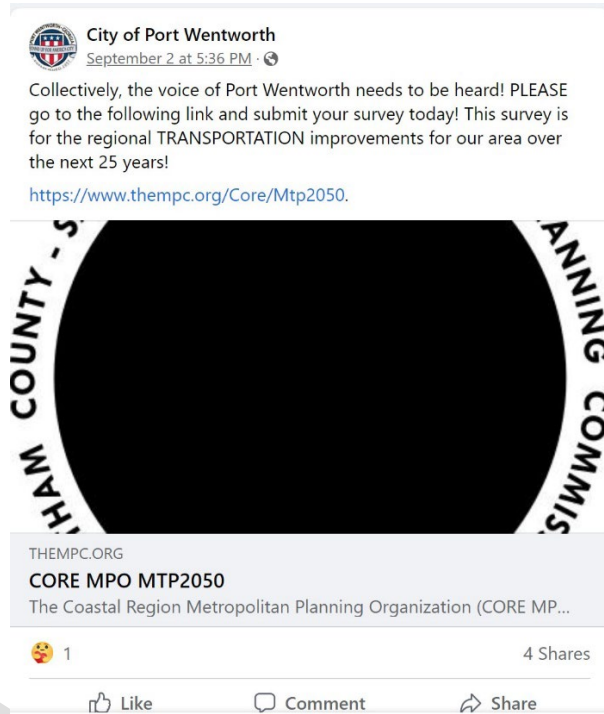 City of Port Wentworth
September 2 at 5:36 PM ·
Collectively, the voice of Port Wentworth needs to be heard! PLEASE
go to the following link and submit your survey today! This survey is
for the regional TRANSPORTATION improvements for our area over
the next 25 years!
https://www.thempc.org/Core/Mtp2050.
COUNTY -
THEMPC.ORG
CORE MPO MTP2050
The Coastal Region Metropolitan Planning Organization (CORE MP...
1
4 Shares
Like Comment Share